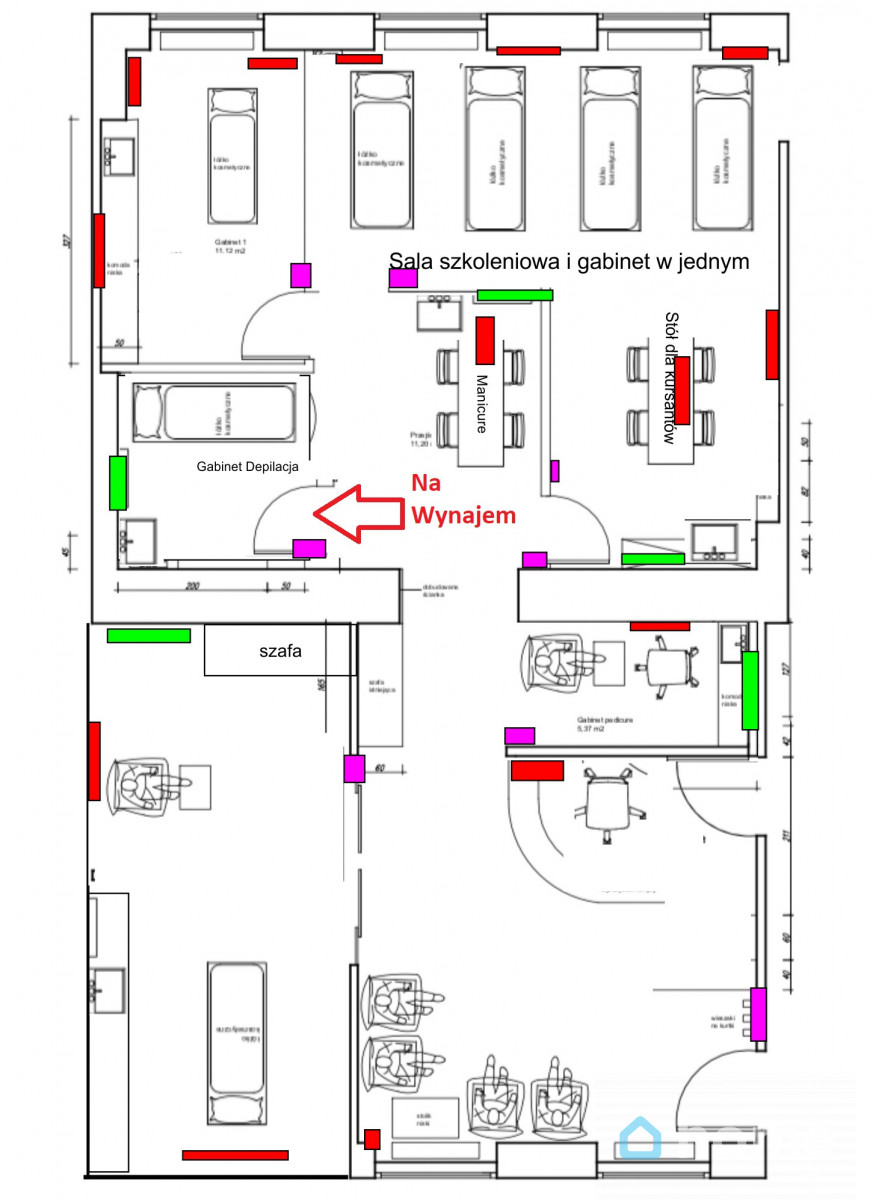 łóżko
kosmetyczne
łóżko
kosmetyczne
łóżko
kosmetyczne
łóżko
kosmetyczne
łóżko
kosmetyczne
Gabinet 1
11.12 m2
327
komoda
niska
50
Sala szkoleniowa i gabinet w jednym
Stół dla kursantów
Manicure
11,20
łóżko
kosmetyczne
Gabinet Depilacja
Na
Wynajem
50
82
40
45
200
50
dobudowana
ścianka
szafa
165
szafa
istniejąca
60
Gabinet pedicure
5,37 m2
niska
127
42
211
60
40
wieszaki
na kurtki
łóżko
kosmetyczne
stolik
niski